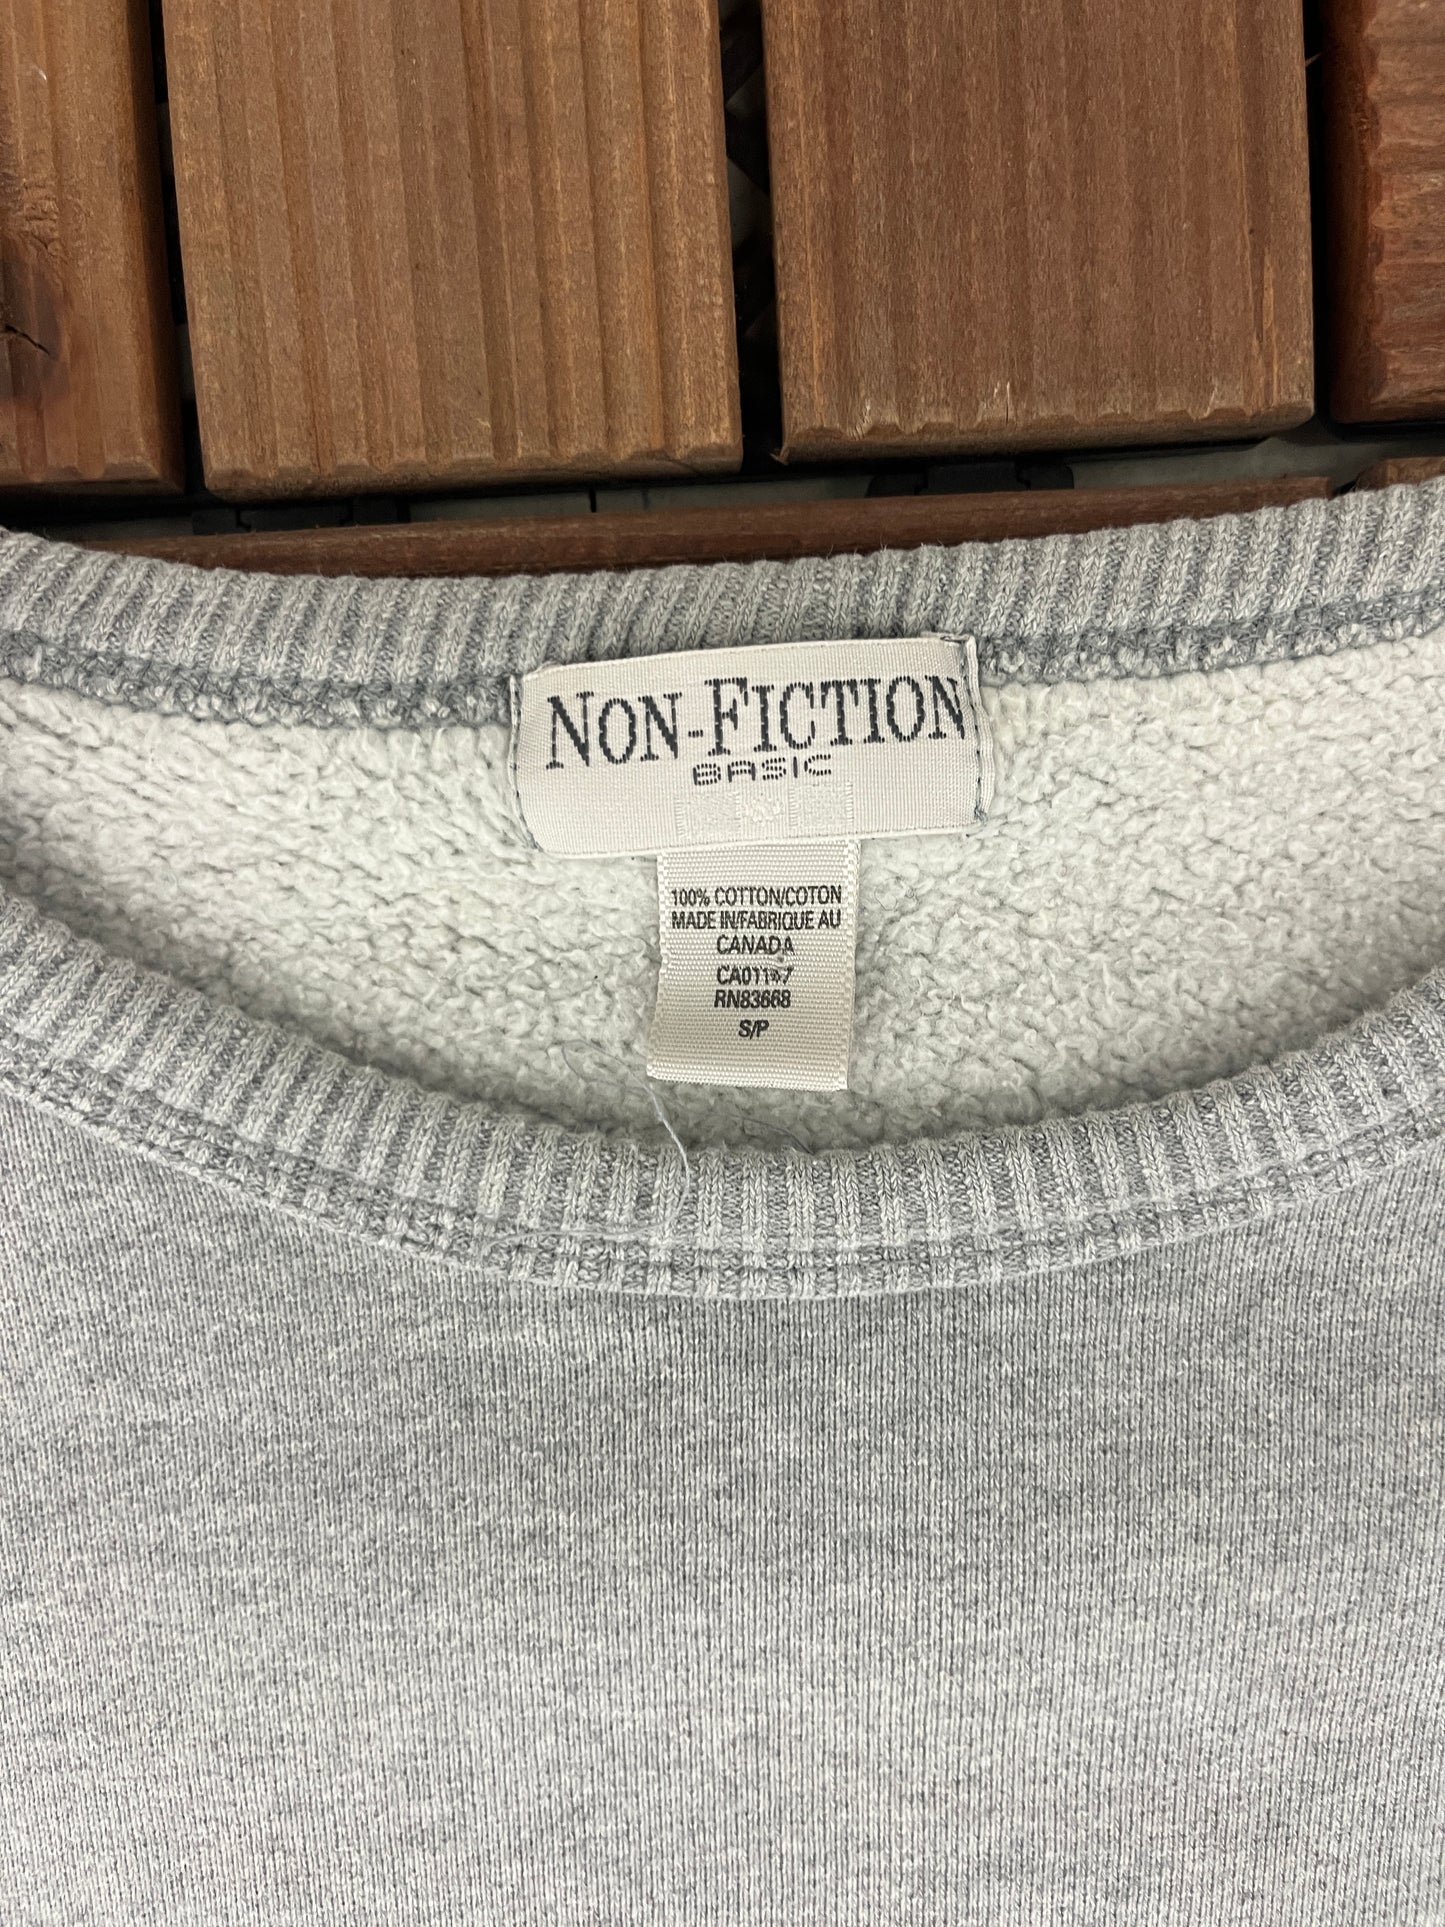 NON-FICTION
BASIC
100% COTTON/COTON
MADE IN/FABRIQUE AU
CANADA
RN83668
S/P